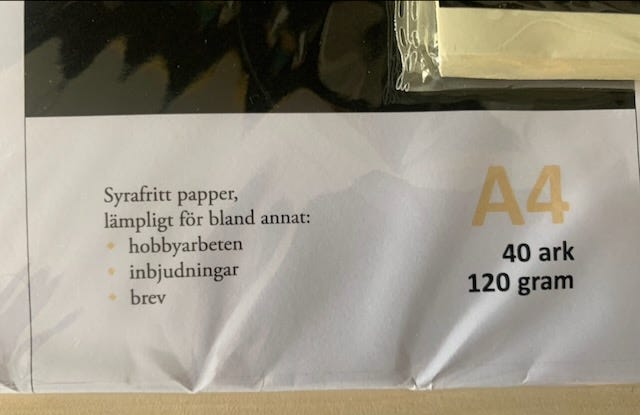 Syrafritt papper,
lämpligt för bland annat:
• hobbyarbeten
• inbjudningar
• brev
A4
40 ark
120 gram